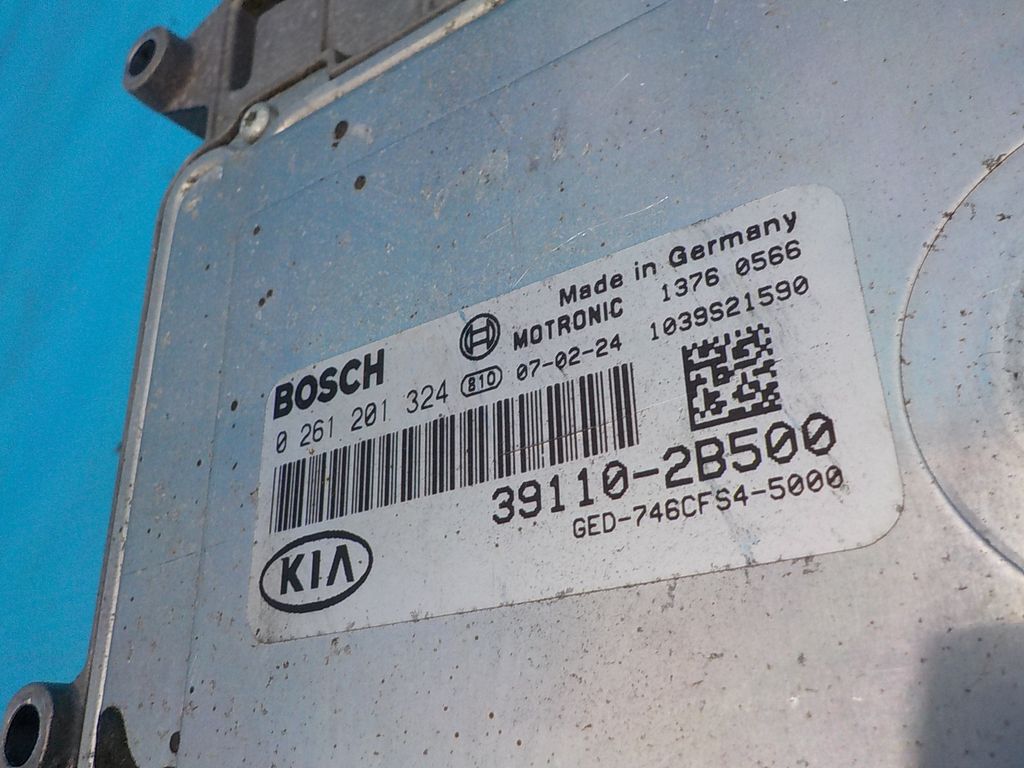 Made in Germany
BOSCH MOTRONIC 1376 0566
0 261 201 324 810 07-02-24 1039S21590
39110-2B500
GED-746CFS4-5000
KIA